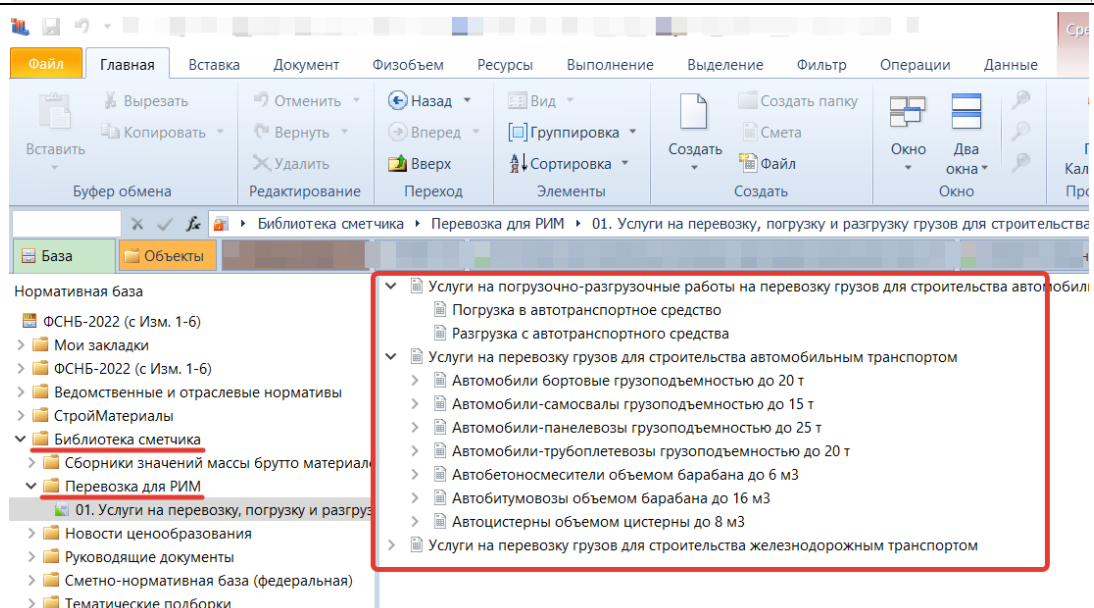 Сре
Файл Главная Вставка Документ Физобъем Ресурсы Выполнение Выделение Фильтр Операции Данные
Вырезать Отменить Назад Вид Создать папку
Копировать Вернуть Вперед Группировка Смета
Вставить Удалить Вверх Сортировка Создать Файл Окно Два окна Кал
Буфер обмена Редактирование Переход Элементы Создать Окно Про
Библиотека сметчика Перевозка для РИМ 01. Услуги на перевозку, погрузку и разгрузку грузов для строительства
База Объекты
Нормативная база
ФСНБ-2022 (с Изм. 1-6)
Мои закладки
ФСНБ-2022 (с Изм. 1-6)
Ведомственные и отраслевые нормативы
СтройМатериалы
Библиотека сметчика
Сборники значений массы брутто материал
Перевозка для РИМ
01. Услуги на перевозку, погрузку и разгруз
Новости ценообразования
Руководящие документы
Сметно-нормативная база (федеральная)
Тематические подборки
Услуги на погрузочно-разгрузочные работы на перевозку грузов для строительства автомобил
Погрузка в автотранспортное средство
Разгрузка с автотранспортного средства
Услуги на перевозку грузов для строительства автомобильным транспортом
Автомобили бортовые грузоподъемностью до 20 т
Автомобили-самосвалы грузоподъемностью до 15 т
Автомобили-панелевозы грузоподъемностью до 25 т
Автомобили-трубоплетевозы грузоподъемностью до 20 т
Автобетоносмесители объемом барабана до 6 м3
Автобитумовозы объемом барабана до 16 м3
Автоцистерны объемом цистерны до 8 м3
Услуги на перевозку грузов для строительства железнодорожным транспортом